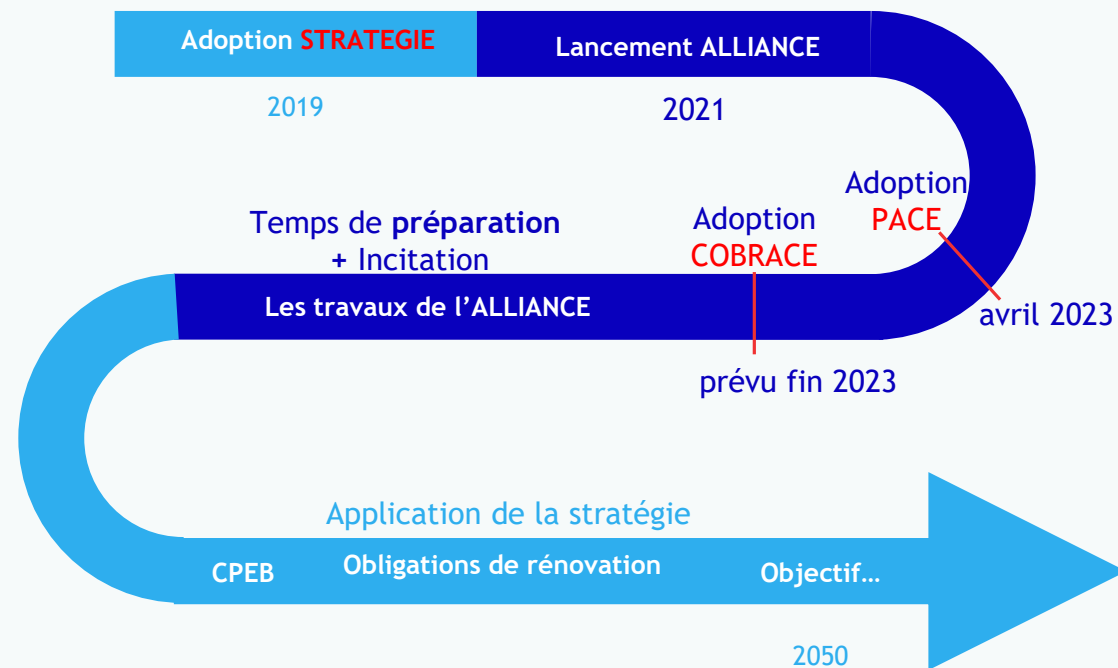 Adoption STRATEGIE
Lancement ALLIANCE
2019
2021
Adoption
PACE
avril 2023
Adoption
COBRACE
prévu fin 2023
Temps de préparation
+ Incitation
Les travaux de l’ALLIANCE
Application de la stratégie
CPEB
Obligations de rénovation
Objectif…
2050